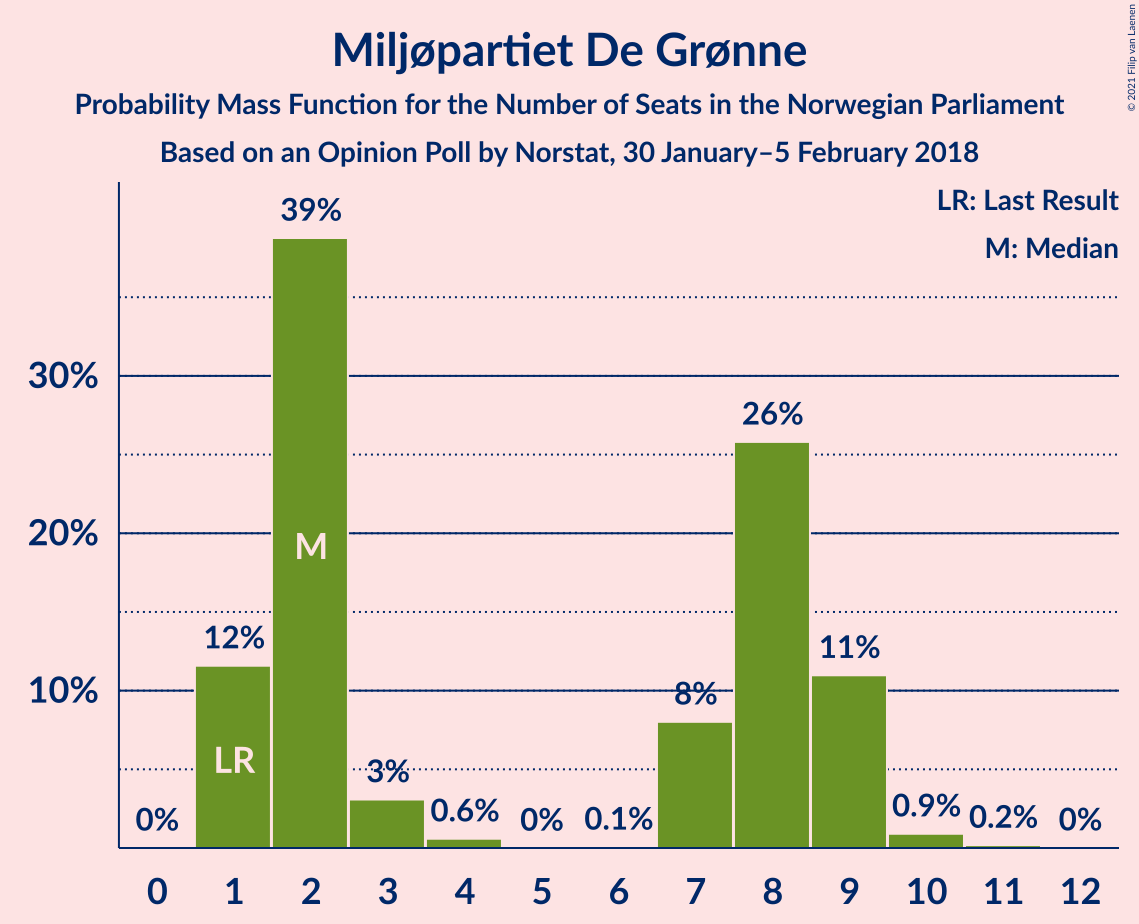 Miljøpartiet De Grønne
Probability Mass Function for the Number of Seats in the Norwegian Parliament
Based on an Opinion Poll by Norstat, 30 January–5 February 2018
© 2021 Filip van Laenen
LR: Last Result
M: Median
39%
30%
26%
20%
M
12%
11%
10%
8%
LR
3%
0.6%
0.9%
0.2%
0%
0%
0.1%
0%
0 1 2 3 4 5 6 7 8 9 10 11 12